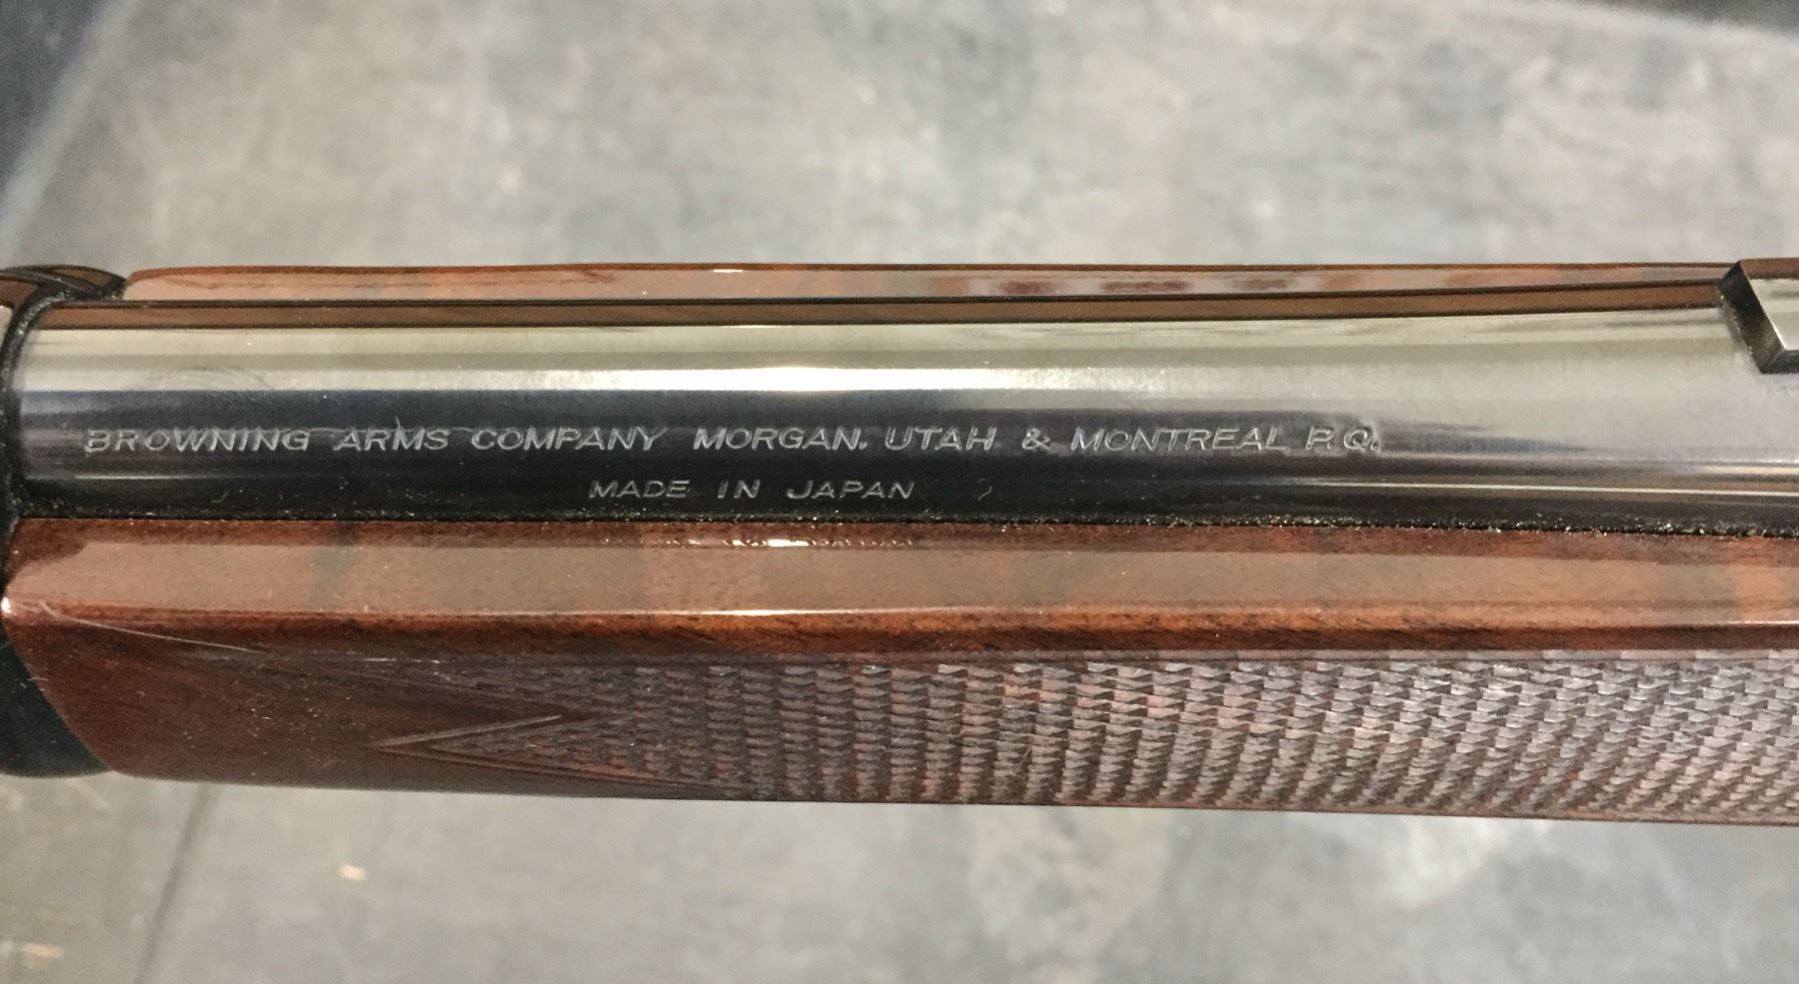 BROWNING ARMS COMPANY MORGAN, UTAH & MONTREAL P.Q.
MADE IN JAPAN